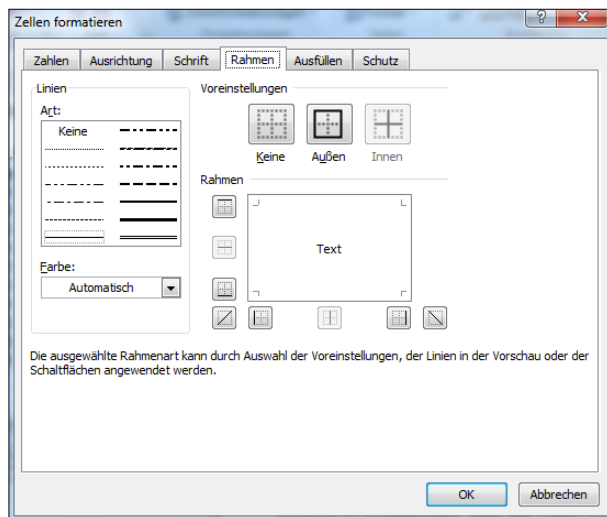 Zellen formatieren
Zahlen Ausrichtung Schrift Rahmen Ausfüllen Schutz
Linien
Art:
Keine
Farbe:
Automatisch
Voreinstellungen
Keine Außen Innen
Rahmen
Text
Die ausgewählte Rahmenart kann durch Auswahl der Voreinstellungen, der Linien in der Vorschau oder der
Schaltflächen angewendet werden.
OK Abbrechen